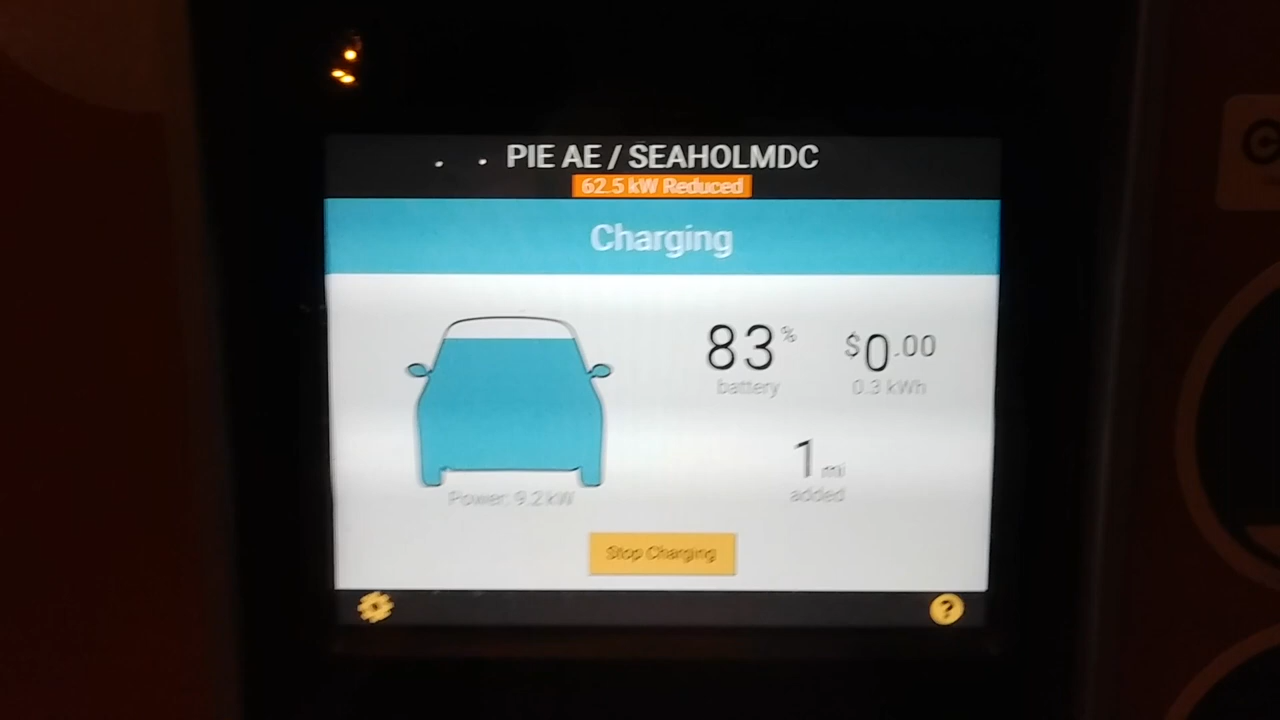 PIE AE / SEAHOLMDC
62.5 kW Reduced
Charging
83%
battery
$0.00
0.3 kWh
1 mi
added
Power: 9.2 kW
Stop Charging
?